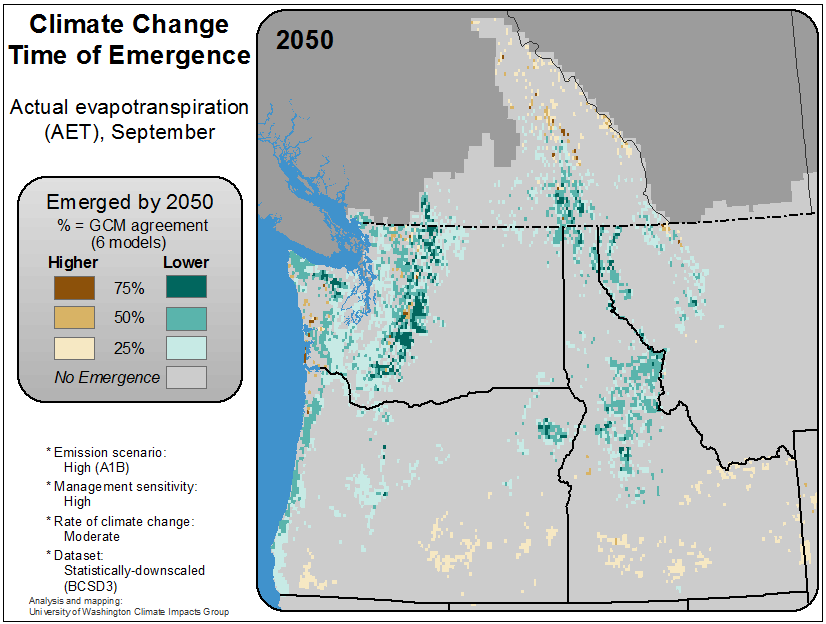 Climate Change
Time of Emergence
Actual evapotranspiration
(AET), September
Emerged by 2050
% = GCM agreement
(6 models)
Higher Lower
75%
50%
25%
No Emergence
* Emission scenario:
High (A1B)
* Management sensitivity:
High
* Rate of climate change:
Moderate
* Dataset:
Statistically-downscaled
(BCSD3)
Analysis and mapping:
University of Washington Climate Impacts Group
2050